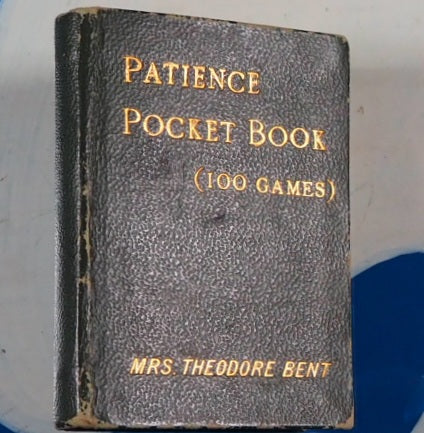 PATIENCE
POCKET BOOK
(100 GAMES)
MRS. THEODORE BENT